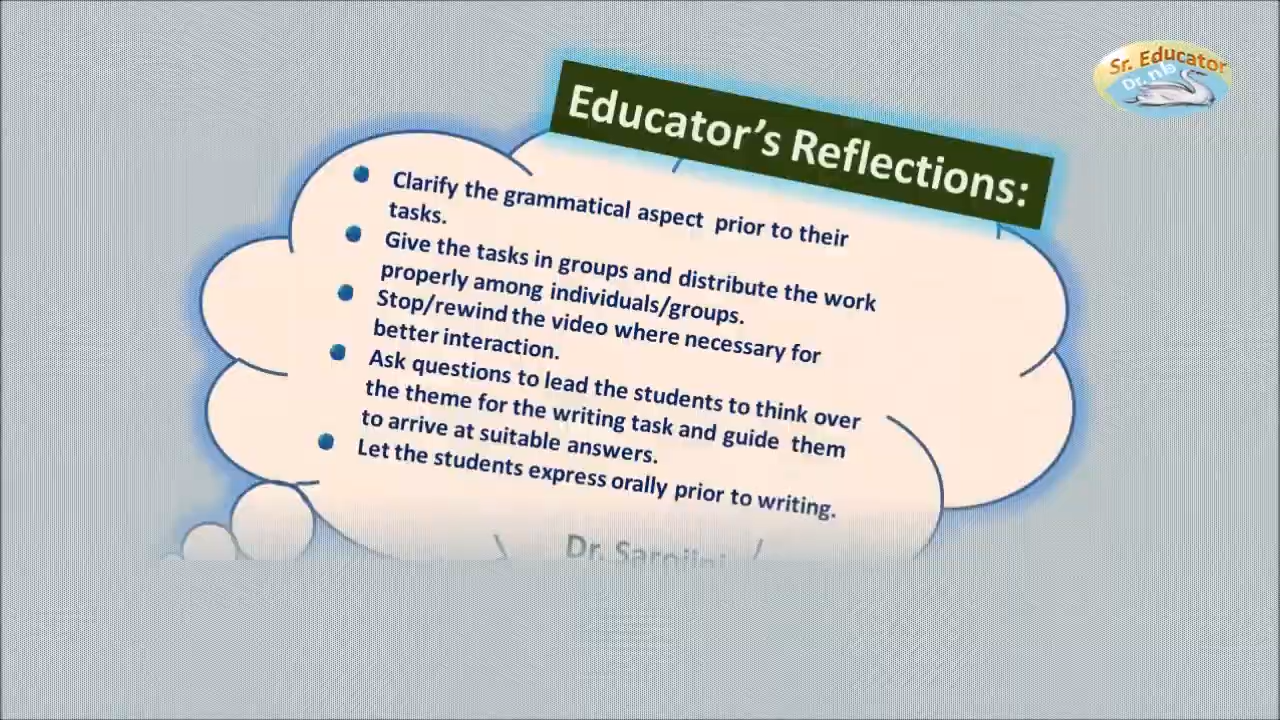 Sr. Educator
Dr. nb
Educator's Reflections:
Clarify the grammatical aspect prior to their
tasks.
Give the tasks in groups and distribute the work
properly among individuals/groups.
Stop/rewind the video where necessary for
better interaction.
Ask questions to lead the students to think over
the theme for the writing task and guide them
to arrive at suitable answers.
Let the students express orally prior to writing.
Dr. Sarojini